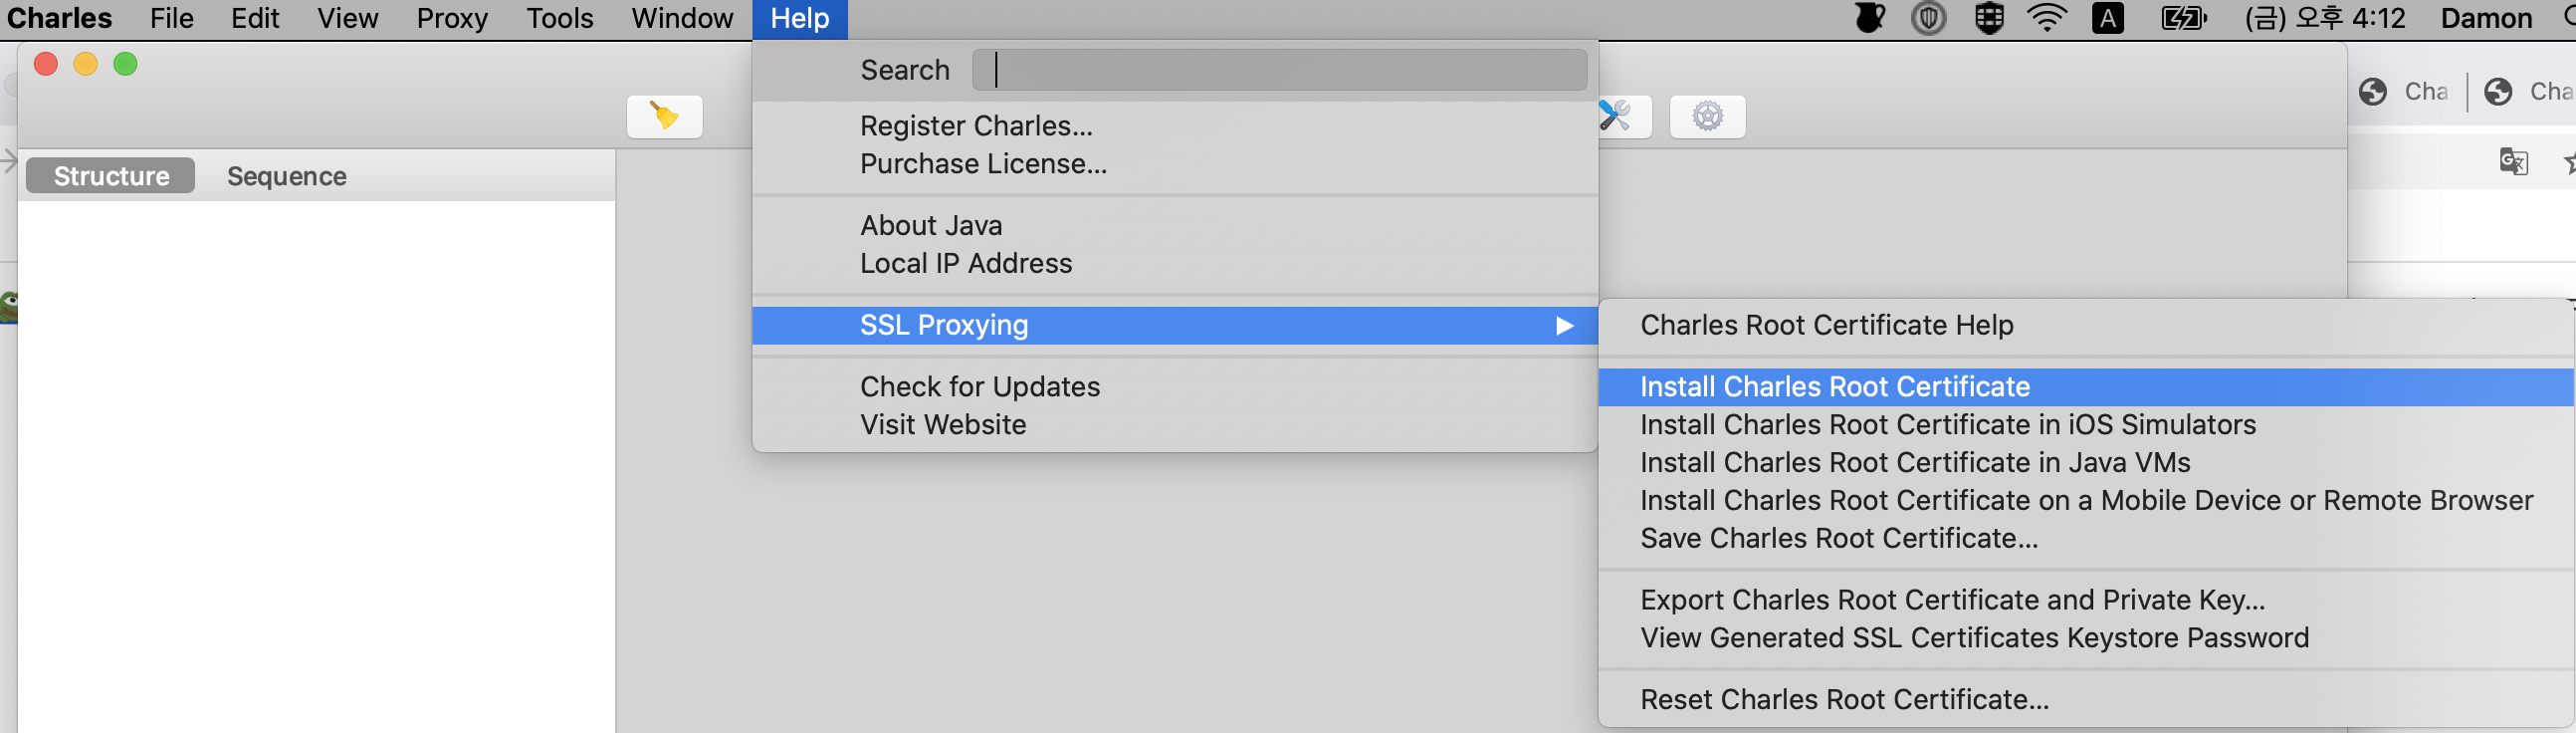 Charles File Edit View Proxy Tools Window Help A (금) 오후 4:12 Damon
Search
Cha Cha
Register Charles...
Purchase License...
Structure Sequence
About Java
Local IP Address
SSL Proxying
Check for Updates
Visit Website
Charles Root Certificate Help
Install Charles Root Certificate
Install Charles Root Certificate in iOS Simulators
Install Charles Root Certificate in Java VMs
Install Charles Root Certificate on a Mobile Device or Remote Browser
Save Charles Root Certificate...
Export Charles Root Certificate and Private Key...
View Generated SSL Certificates Keystore Password
Reset Charles Root Certificate...